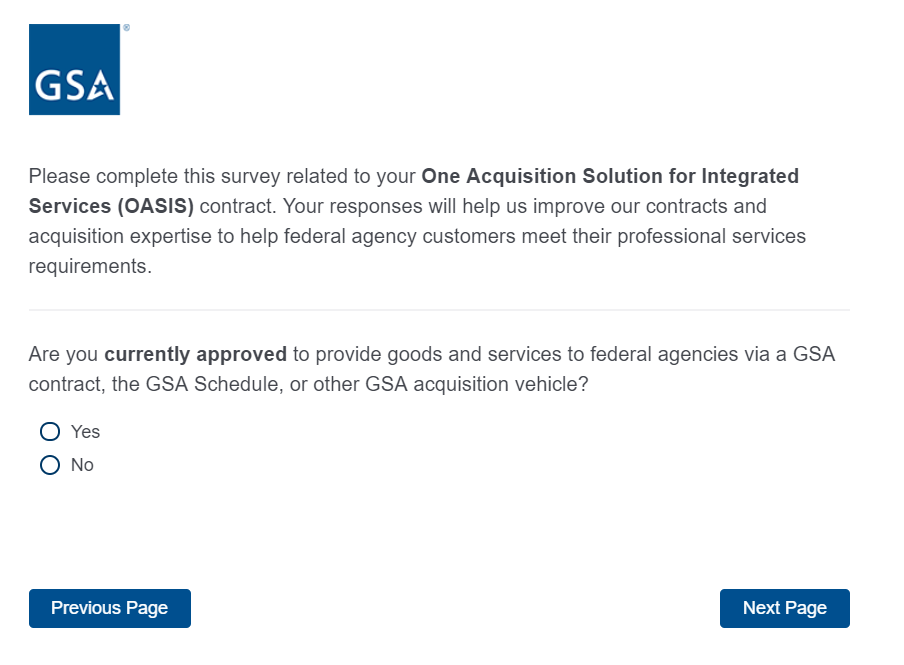 GSA®
Please complete this survey related to your One Acquisition Solution for Integrated
Services (OASIS) contract. Your responses will help us improve our contracts and
acquisition expertise to help federal agency customers meet their professional services
requirements.
Are you currently approved to provide goods and services to federal agencies via a GSA
contract, the GSA Schedule, or other GSA acquisition vehicle?
Yes
No
Previous Page
Next Page